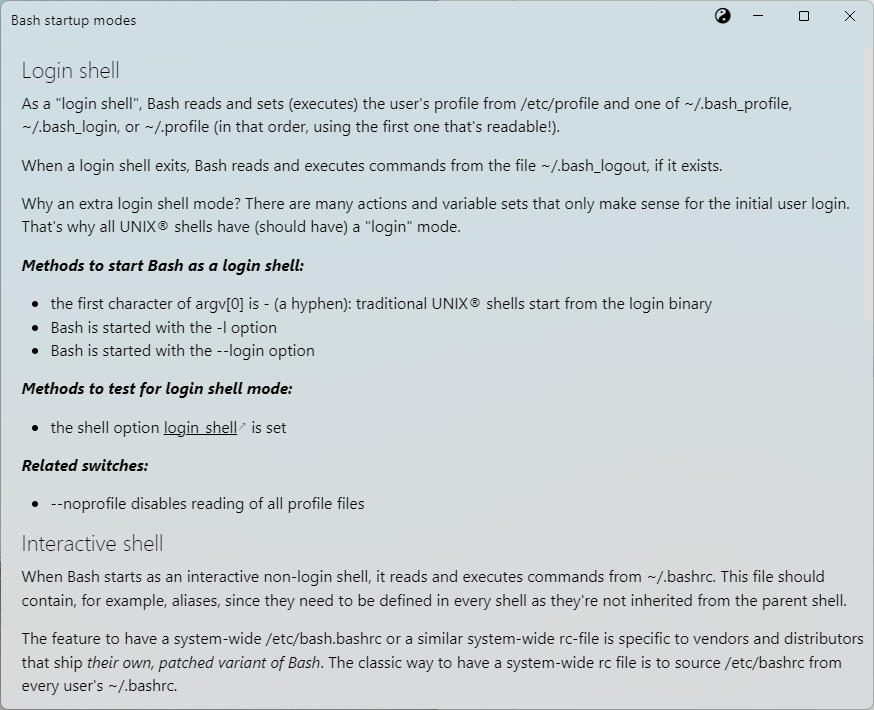 Bash startup modes
Login shell
As a "login shell", Bash reads and sets (executes) the user's profile from /etc/profile and one of ~/.bash_profile,
~/.bash_login, or ~/.profile (in that order, using the first one that's readable!).
When a login shell exits, Bash reads and executes commands from the file ~/.bash_logout, if it exists.
Why an extra login shell mode? There are many actions and variable sets that only make sense for the initial user login.
That's why all UNIX® shells have (should have) a "login" mode.
Methods to start Bash as a login shell:
• the first character of argv[0] is - (a hyphen): traditional UNIX® shells start from the login binary
• Bash is started with the -l option
• Bash is started with the --login option
Methods to test for login shell mode:
• the shell option login_shell↗ is set
Related switches:
• --noprofile disables reading of all profile files
Interactive shell
When Bash starts as an interactive non-login shell, it reads and executes commands from ~/.bashrc. This file should
contain, for example, aliases, since they need to be defined in every shell as they're not inherited from the parent shell.
The feature to have a system-wide /etc/bash.bashrc or a similar system-wide rc-file is specific to vendors and distributors
that ship their own, patched variant of Bash. The classic way to have a system-wide rc file is to source /etc/bashrc from
every user's ~/.bashrc.